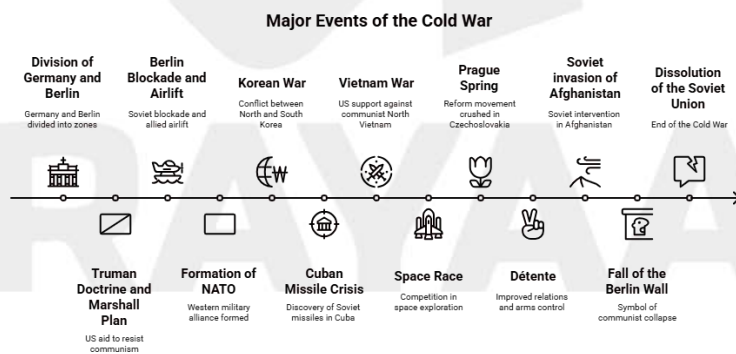 Major Events of the Cold War
Division of
Germany and
Berlin
Germany and Berlin
divided into zones
Berlin
Blockade and
Airlift
Soviet blockade and
allied airlift
Korean War
Conflict between
North and South
Korea
Vietnam War
US support against
communist North
Vietnam
Prague
Spring
Reform movement
crushed in
Czechoslovakia
Soviet
invasion of
Afghanistan
Soviet intervention
in Afghanistan
Dissolution
of the Soviet
Union
End of the Cold War
Truman
Doctrine and
Marshall
Plan
US aid to resist
communism
Formation of
NATO
Western military
alliance formed
Cuban
Missile Crisis
Discovery of Soviet
missiles in Cuba
Space Race
Competition in
space exploration
Détente
Improved relations
and arms control
Fall of the
Berlin Wall
Symbol of
communist collapse